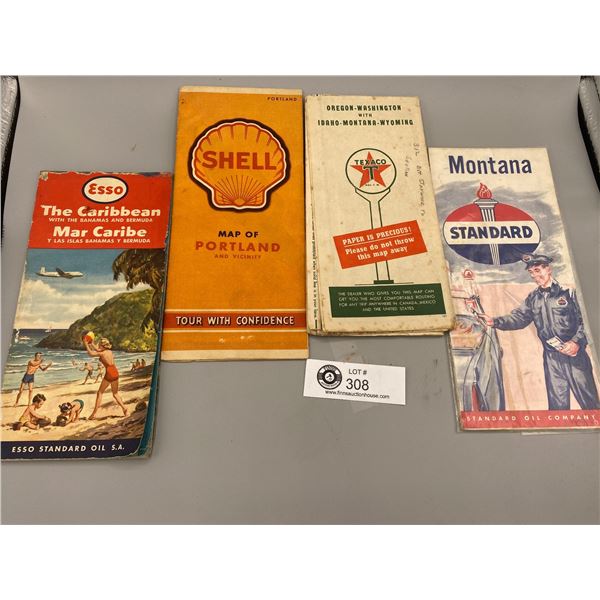 Esso
The Caribbean
WITH THE BAHAMAS AND BERMUDA
Mar Caribe
Y LAS ISLAS BAHAMAS Y BERMUDA
ESSO STANDARD OIL S.A.
PORTLAND
SHELL
MAP OF
PORTLAND
AND VICINITY
TOUR WITH CONFIDENCE
OREGON-WASHINGTON
WITH
IDAHO-MONTANA-WYOMING
TEXACO
T
PAPER IS PRECIOUS!
Please do not throw
this map away
THE DEALER WHO GIVES YOU THIS MAP CAN
GET YOU THE MOST COMFORTABLE ROUTING
FOR ANY TRIP ANYWHERE IN CANADA, MEXICO
AND THE UNITED STATES
Montana
STANDARD
STANDARD OIL COMPANY
LOT #
308
www.finnsauctionhouse.com